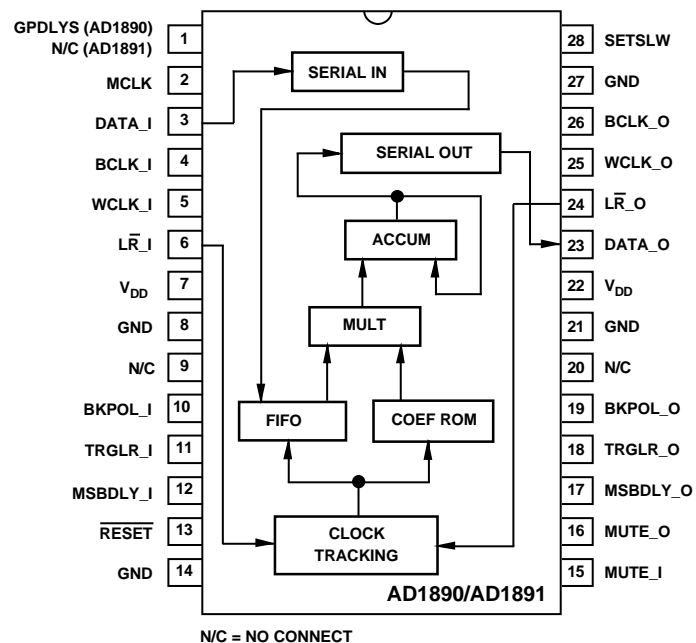 GPDLYS (AD1890)
N/C (AD1891)
1
MCLK 2
DATA_I 3
BCLK_I 4
WCLK_I 5
LR̅_I 6
VDD 7
GND 8
N/C 9
BKPOL_I 10
TRGLR_I 11
MSBDLY_I 12
R̅E̅S̅E̅T̅ 13
GND 14
SERIAL IN
SERIAL OUT
ACCUM
MULT
FIFO
COEF ROM
CLOCK
TRACKING
AD1890/AD1891
28 SETSLW
27 GND
26 BCLK_O
25 WCLK_O
24 LR̅_O
23 DATA_O
22 VDD
21 GND
20 N/C
19 BKPOL_O
18 TRGLR_O
17 MSBDLY_O
16 MUTE_O
15 MUTE_I
N/C = NO CONNECT